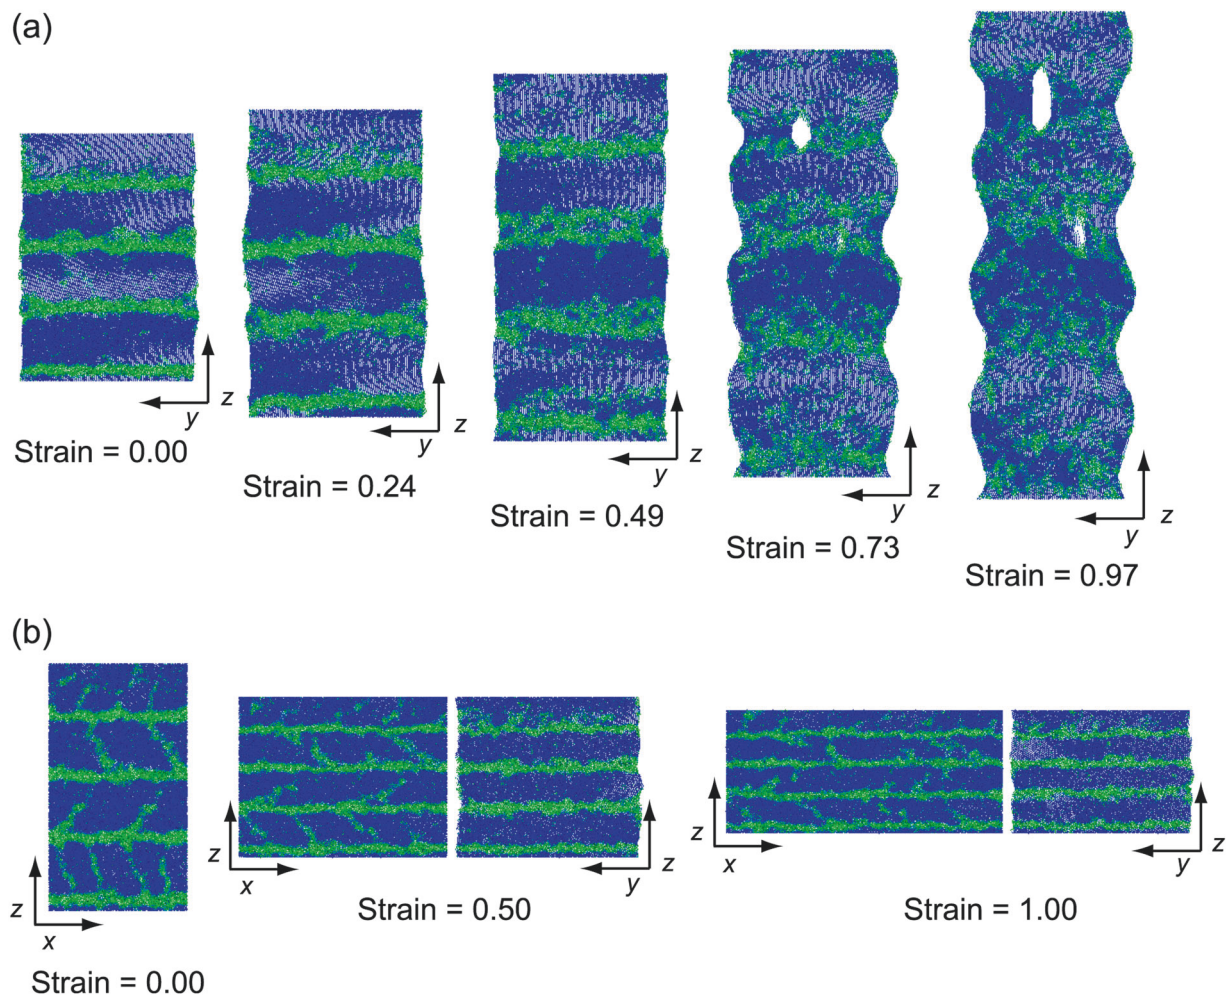 (a)
y z
Strain = 0.00
y z
Strain = 0.24
y z
Strain = 0.49
y z
Strain = 0.73
y z
Strain = 0.97
(b)
z x
Strain = 0.00
z x
y z
Strain = 0.50
z x
y z
Strain = 1.00